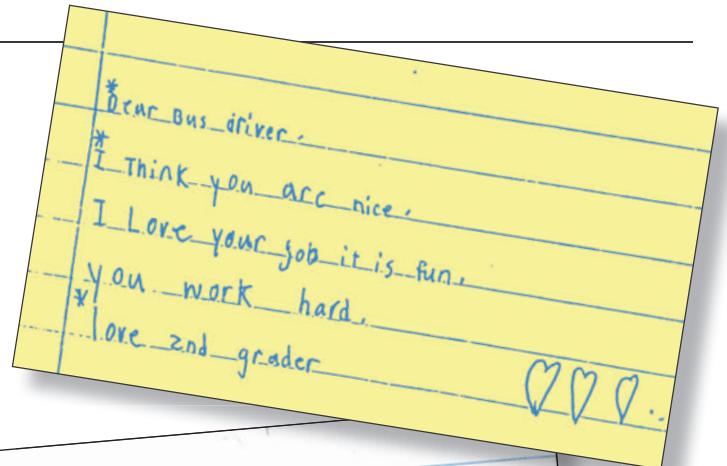 *Dear Bus driver.
*I Think you are nice.
I Love your job it is fun.
you work hard.
*love 2nd grader